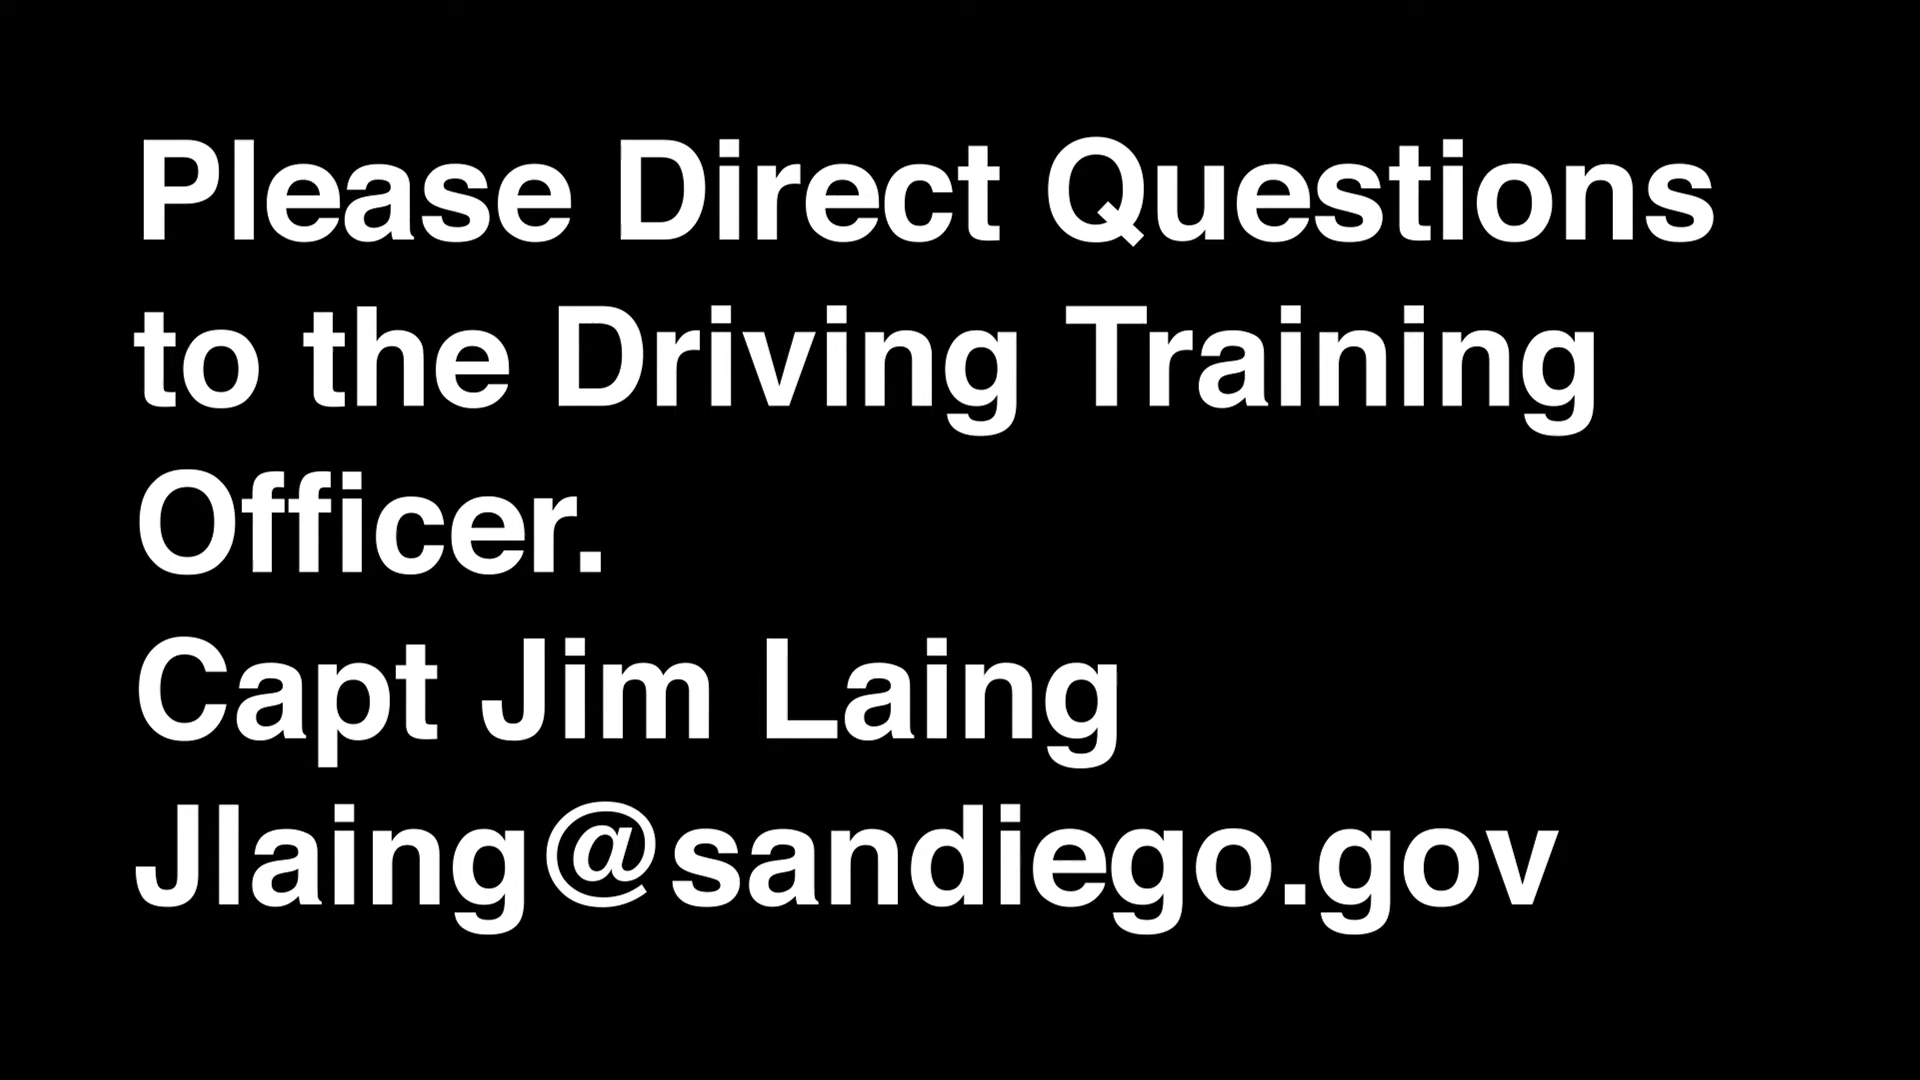 Please Direct Questions
to the Driving Training
Officer.
Capt Jim Laing
Jlaing@sandiego.gov